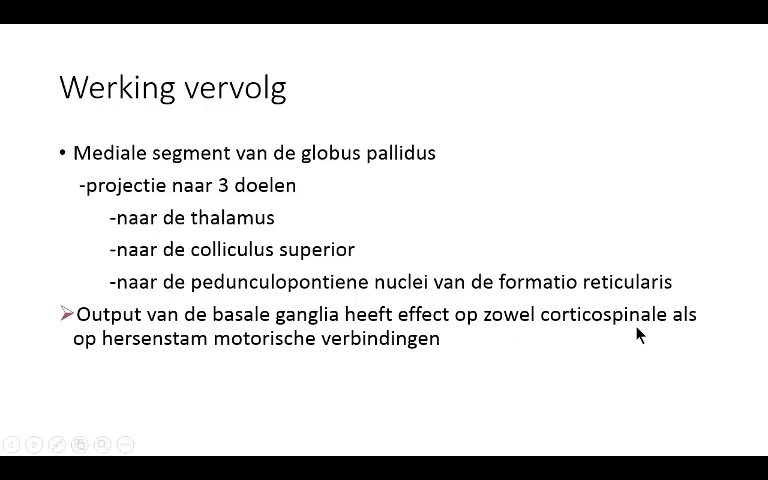 Werking vervolg
• Mediale segment van de globus pallidus
-projectie naar 3 doelen
-naar de thalamus
-naar de colliculus superior
-naar de pedunculopontiene nuclei van de formatio reticularis
➢Output van de basale ganglia heeft effect op zowel corticospinale als
op hersenstam motorische verbindingen